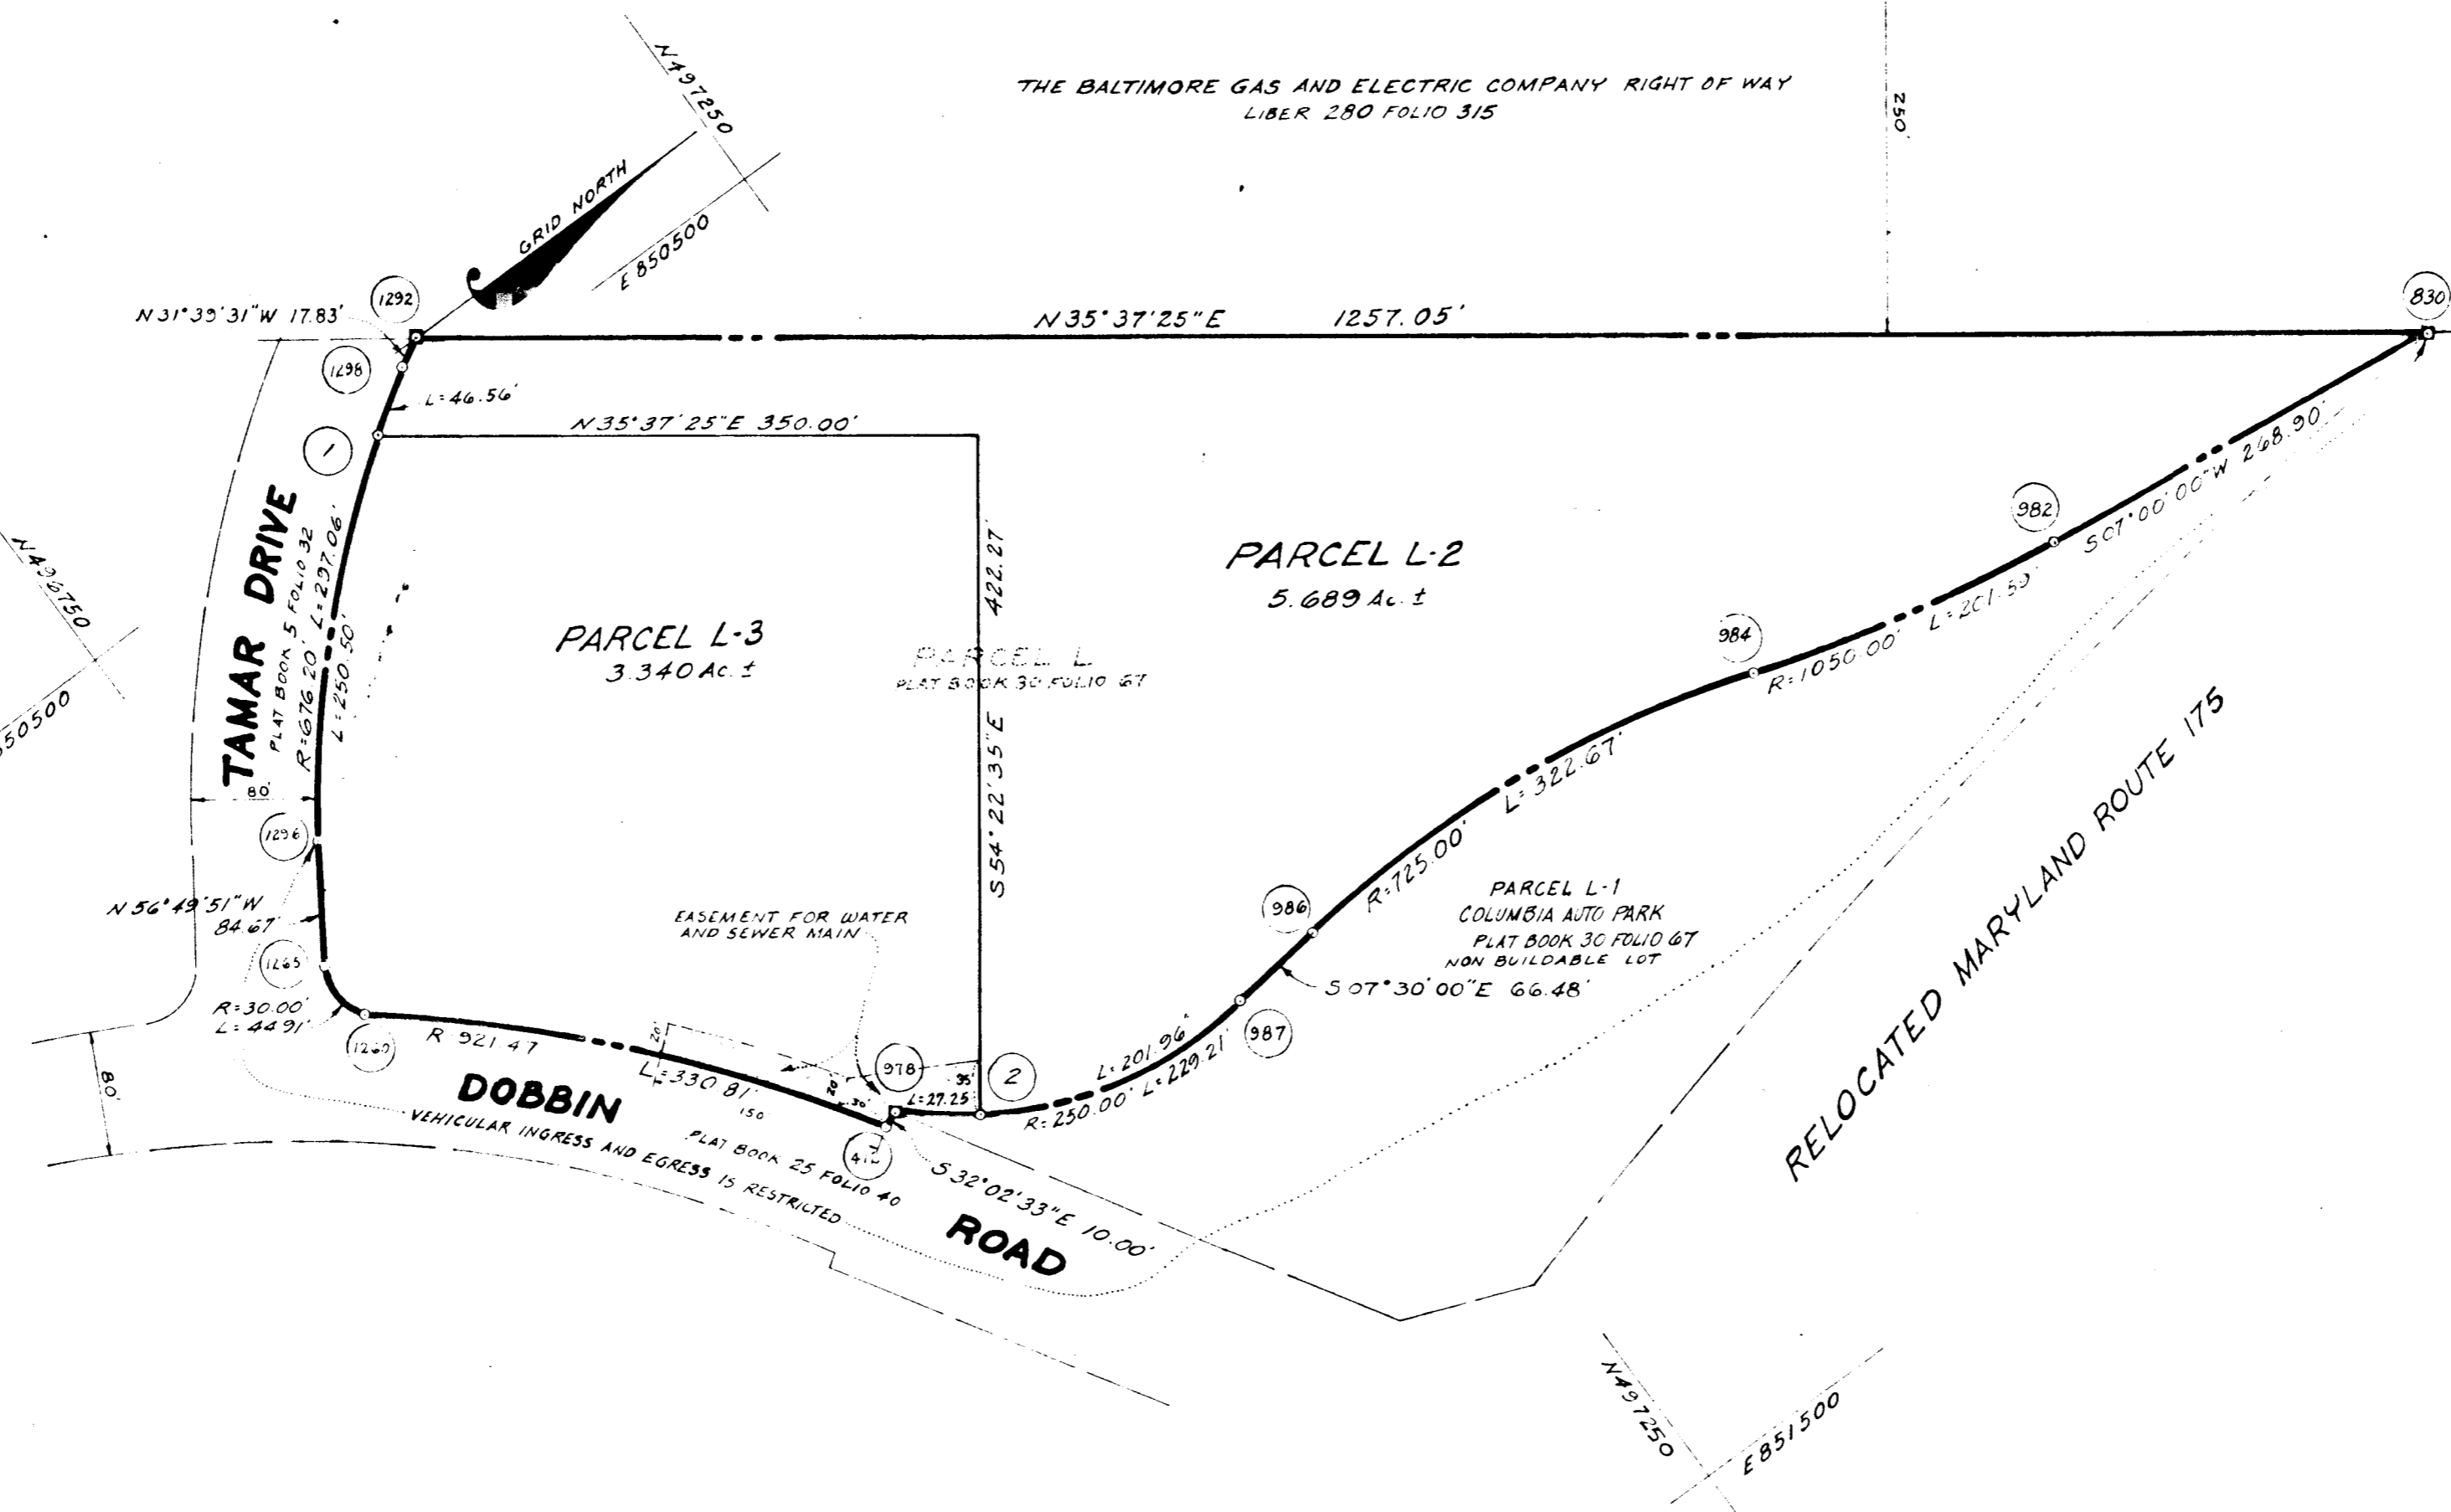 THE BALTIMORE GAS AND ELECTRIC COMPANY RIGHT OF WAY
LIBER 280 FOLIO 315
250'
N497250
E 850500
GRID NORTH
1292
830
N31°39'31"W 17.83'
N35°37'25"E 1257.05'
1298
L=46.56'
1
N35°37'25"E 350.00'
S07°00'00"W 268.90'
982
TAMAR DRIVE
PLAT BOOK 5 FOLIO 32
R=676.20' L=297.06'
L=250.50'
N496750
50500
S54°22'35"E 422.27'
PARCEL L-2
5.689 Ac. ±
PARCEL L-3
3.340 Ac. ±
PARCEL L
PLAT BOOK 30 FOLIO 67
984
R=1050.00' L=201.59'
R=725.00' L=322.67'
80'
1296
N56°49'51"W
84.67'
1265
R=30.00'
L=44.91'
1260
EASEMENT FOR WATER
AND SEWER MAIN
986
PARCEL L-1
COLUMBIA AUTO PARK
PLAT BOOK 30 FOLIO 67
NON BUILDABLE LOT
S07°30'00"E 66.48'
987
L=201.96'
R=250.00' L=229.21'
2
978
35'
L=27.25'
20'
20'
30'
R 921.47
L=330.81'
150
80'
DOBBIN
ROAD
VEHICULAR INGRESS AND EGRESS IS RESTRICTED
PLAT BOOK 25 FOLIO 40
S32°02'33"E 10.00'
RELOCATED MARYLAND ROUTE 175
N497250
E851500